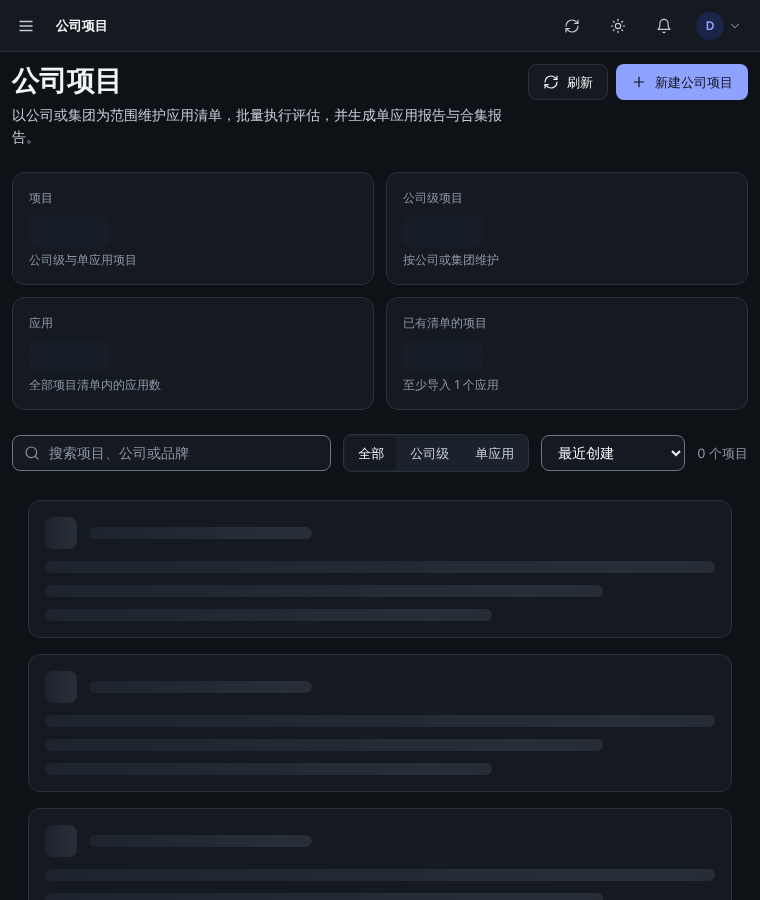 公司项目
D
公司项目
刷新
新建公司项目
以公司或集团为范围维护应用清单，批量执行评估，并生成单应用报告与合集报
告。
项目
公司级与单应用项目
公司级项目
按公司或集团维护
应用
全部项目清单内的应用数
已有清单的项目
至少导入 1 个应用
搜索项目、公司或品牌
全部
公司级
单应用
最近创建
0 个项目